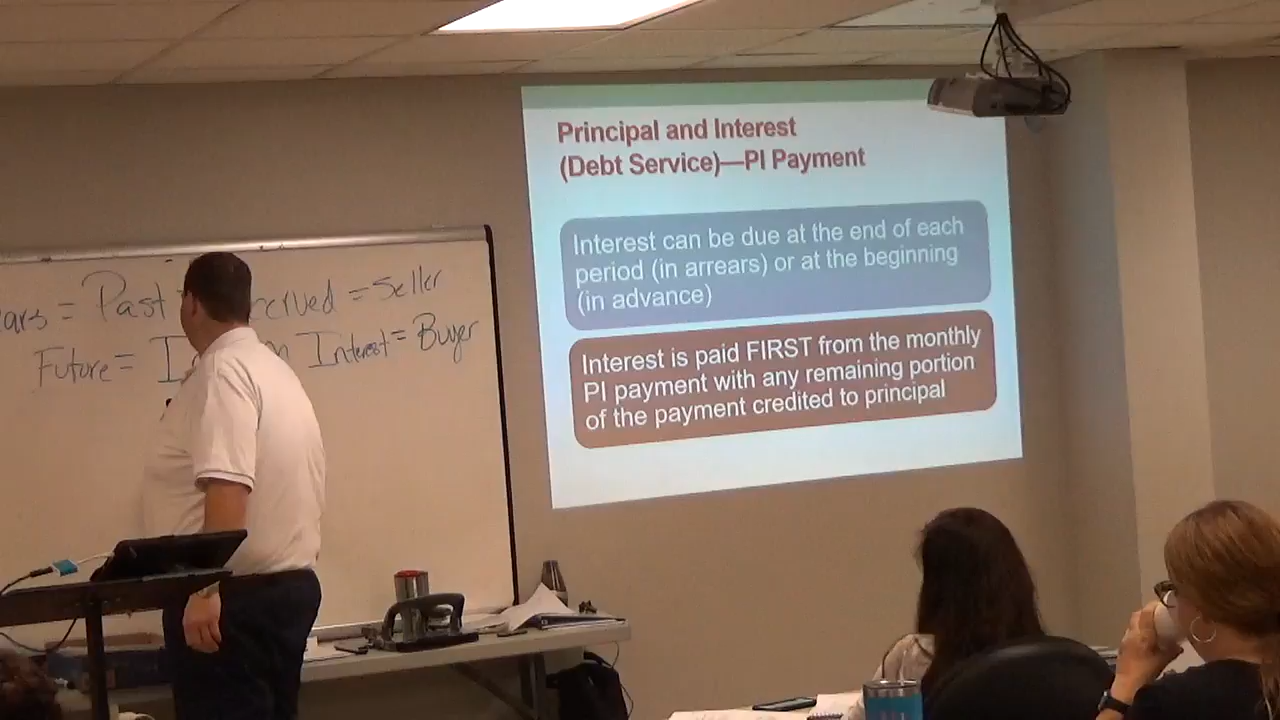 Principal and Interest
(Debt Service)—PI Payment
Interest can be due at the end of each
period (in arrears) or at the beginning
(in advance)
Interest is paid FIRST from the monthly
PI payment with any remaining portion
of the payment credited to principal
= Past = Seller
Future = Interest = Buyer